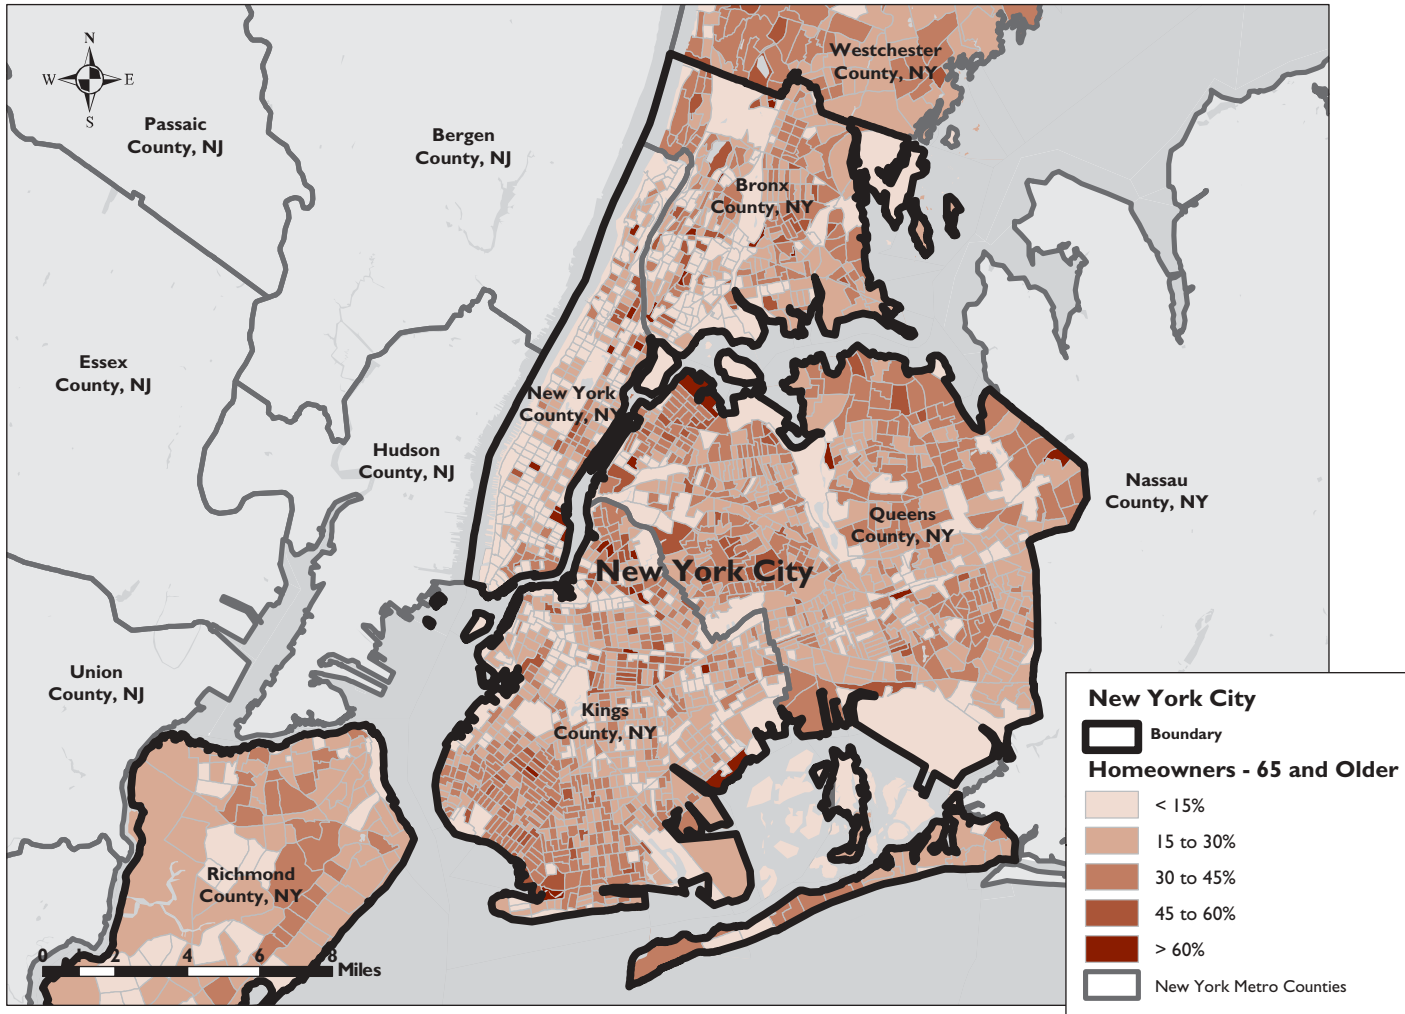 N
W E
S
Passaic
County, NJ
Bergen
County, NJ
Westchester
County, NY
Bronx
County, NY
Essex
County, NJ
New York
County, NY
Hudson
County, NJ
Nassau
County, NY
Queens
County, NY
New York City
Union
County, NJ
Kings
County, NY
Richmond
County, NY
0 2 4 6 8
Miles
New York City
Boundary
Homeowners - 65 and Older
< 15%
15 to 30%
30 to 45%
45 to 60%
> 60%
New York Metro Counties